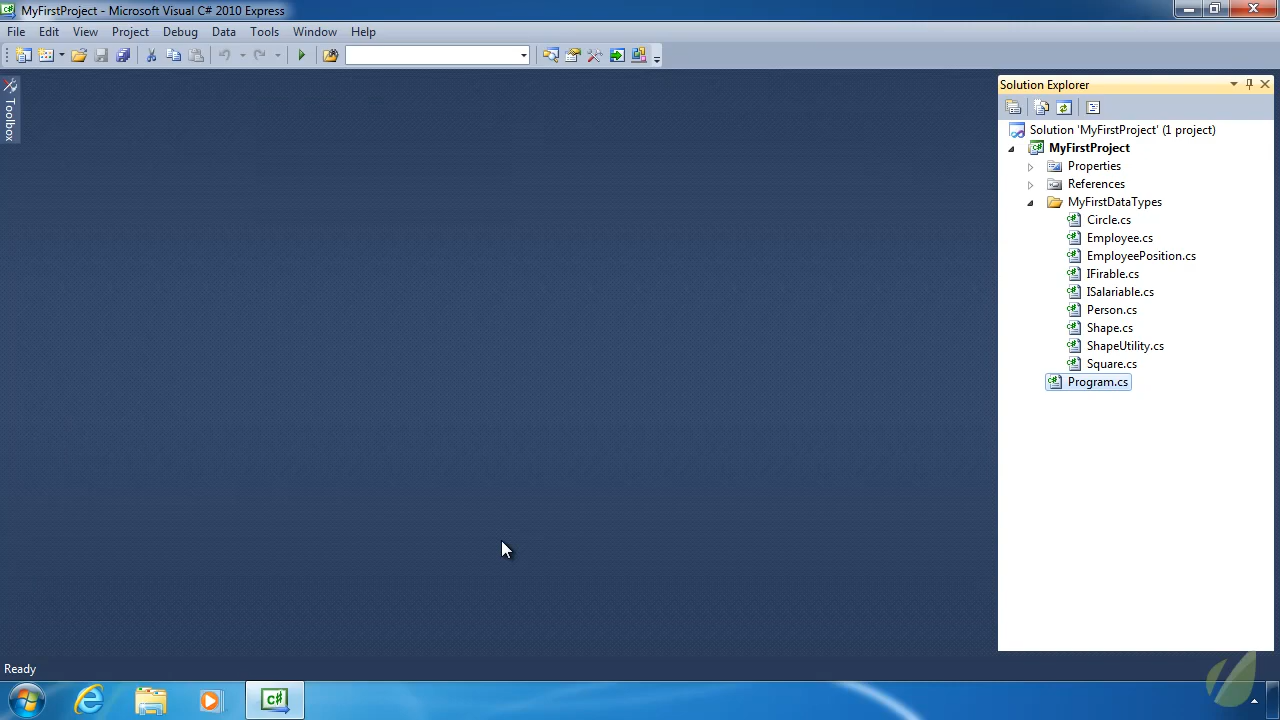 MyFirstProject - Microsoft Visual C# 2010 Express
File Edit View Project Debug Tools Data Window Help
Toolbox
Solution Explorer
Solution 'MyFirstProject' (1 project)
MyFirstProject
Properties
References
MyFirstDataTypes
Circle.cs
Employee.cs
EmployeePosition.cs
IFirable.cs
ISalariable.cs
Person.cs
Shape.cs
ShapeUtility.cs
Square.cs
Program.cs
Ready
C#